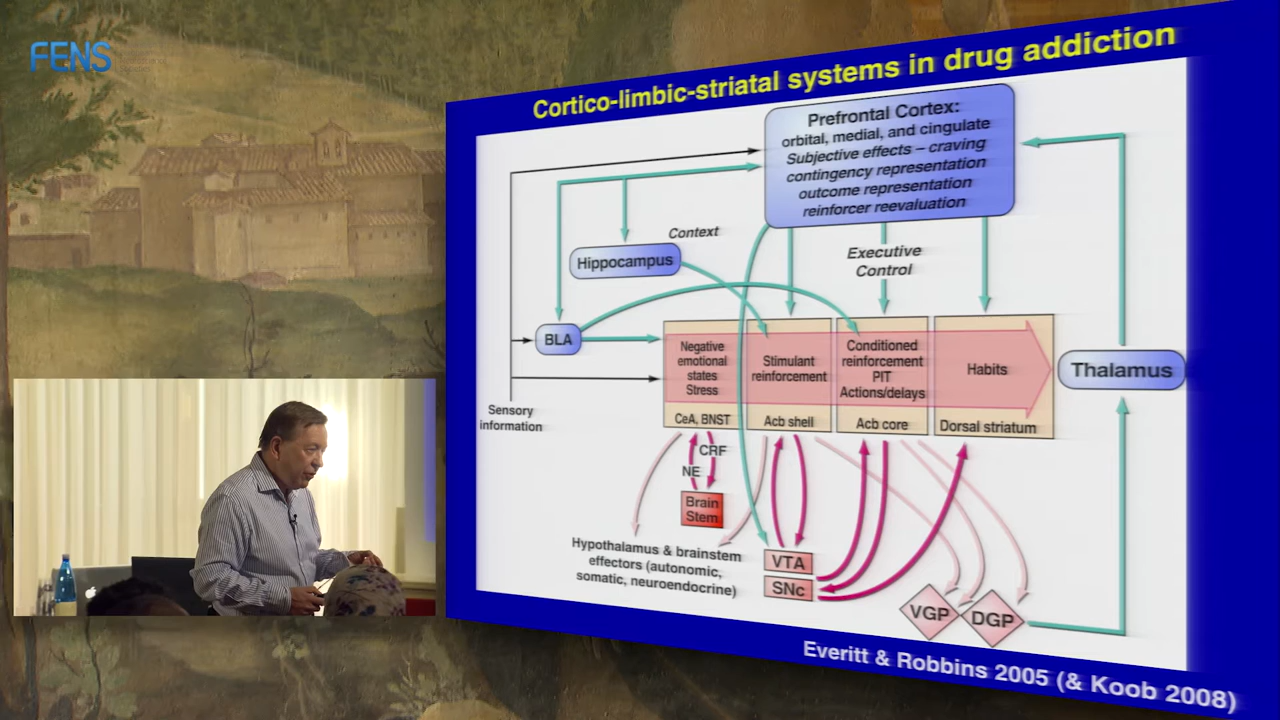 FENS
Cortico-limbic-striatal systems in drug addiction
Prefrontal Cortex:
orbital, medial, and cingulate
Subjective effects – craving
contingency representation
outcome representation
reinforcer reevaluation
Context
Hippocampus
Executive
Control
BLA
Negative
emotional
states
Stress
CeA, BNST
Stimulant
reinforcement
Acb shell
Conditioned
reinforcement
PIT
Actions/delays
Acb core
Habits
Dorsal striatum
Thalamus
Sensory
information
CRF
NE
Brain
Stem
Hypothalamus & brainstem
effectors (autonomic,
somatic, neuroendocrine)
VTA
SNc
VGP
DGP
Everitt & Robbins 2005 (& Koob 2008)